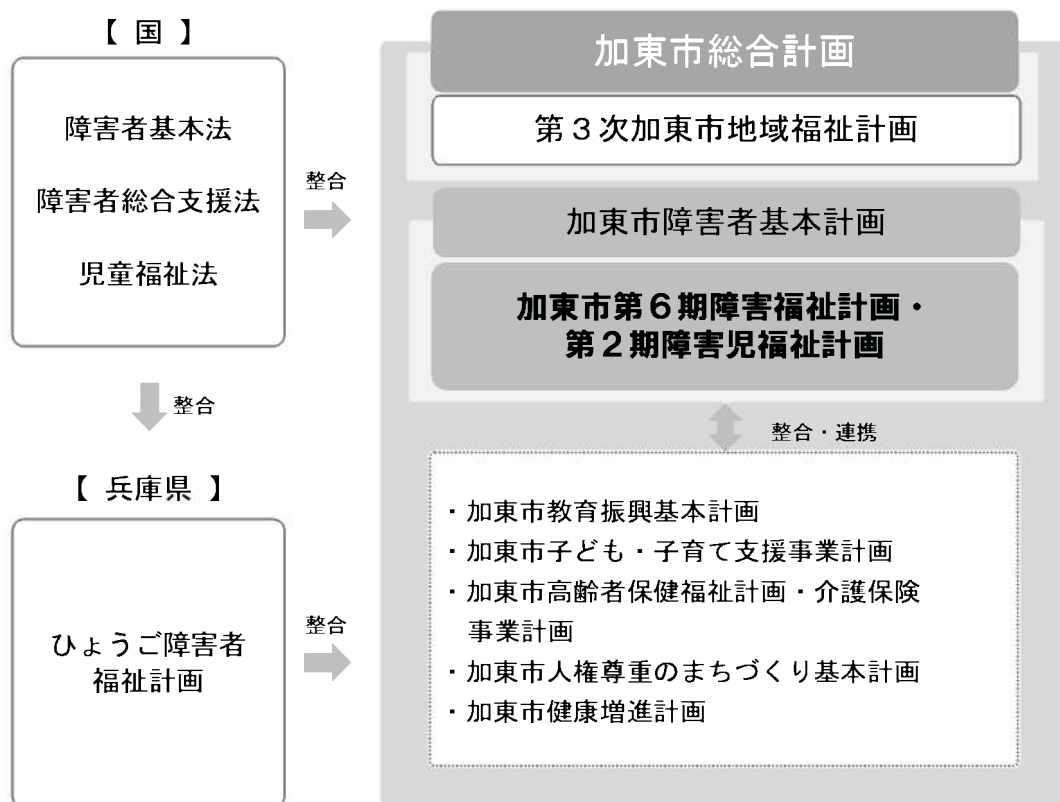 【 国 】
障害者基本法
障害者総合支援法
児童福祉法
整合
【 兵庫県 】
ひょうご障害者
福祉計画
整合
整合
加東市総合計画
第３次加東市地域福祉計画
加東市障害者基本計画
加東市第６期障害福祉計画・
第２期障害児福祉計画
整合・連携
・加東市教育振興基本計画
・加東市子ども・子育て支援事業計画
・加東市高齢者保健福祉計画・介護保険
事業計画
・加東市人権尊重のまちづくり基本計画
・加東市健康増進計画